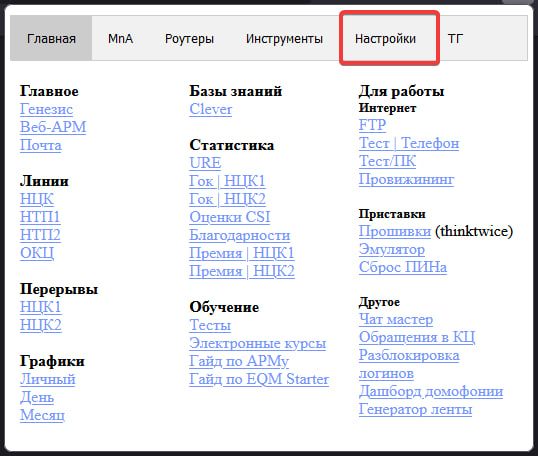 Главная MnA Роутеры Инструменты Настройки ТГ
Главное
Генезис
Веб-АРМ
Почта
Линии
НЦК
НТП1
НТП2
ОКЦ
Перерывы
НЦК1
НЦК2
Графики
Личный
День
Месяц
Базы знаний
Clever
Статистика
URE
Гок | НЦК1
Гок | НЦК2
Оценки CSI
Благодарности
Премия | НЦК1
Премия | НЦК2
Обучение
Тесты
Электронные курсы
Гайд по АРМу
Гайд по EQM Starter
Для работы
Интернет
FTP
Тест | Телефон
Тест/ПК
Провижининг
Приставки
Прошивки (thinktwice)
Эмулятор
Сброс ПИНа
Другое
Чат мастер
Обращения в КЦ
Разблокировка
логинов
Дашборд домофонии
Генератор ленты